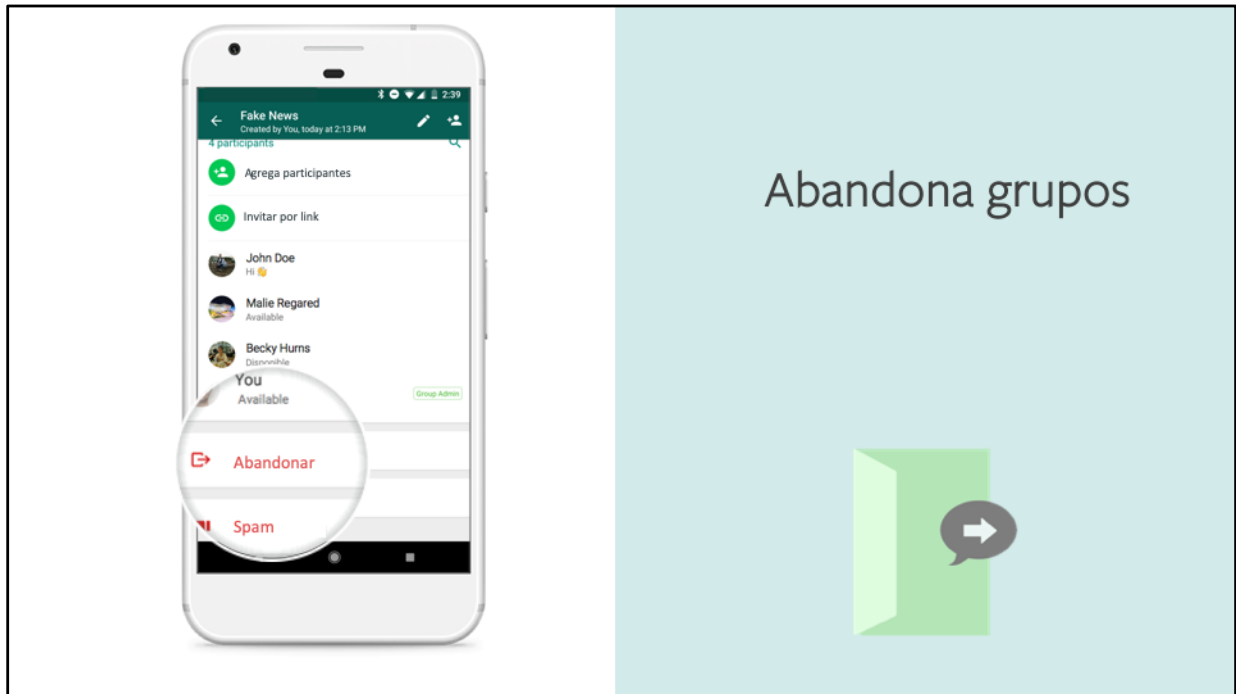 2:39
Fake News
Created by You, today at 2:13 PM
4 participants
Agrega participantes
Invitar por link
John Doe
Hi 👋
Malie Regared
Available
Becky Hurns
Disponible
You
Available
Group Admin
Abandonar
Spam
Abandona grupos